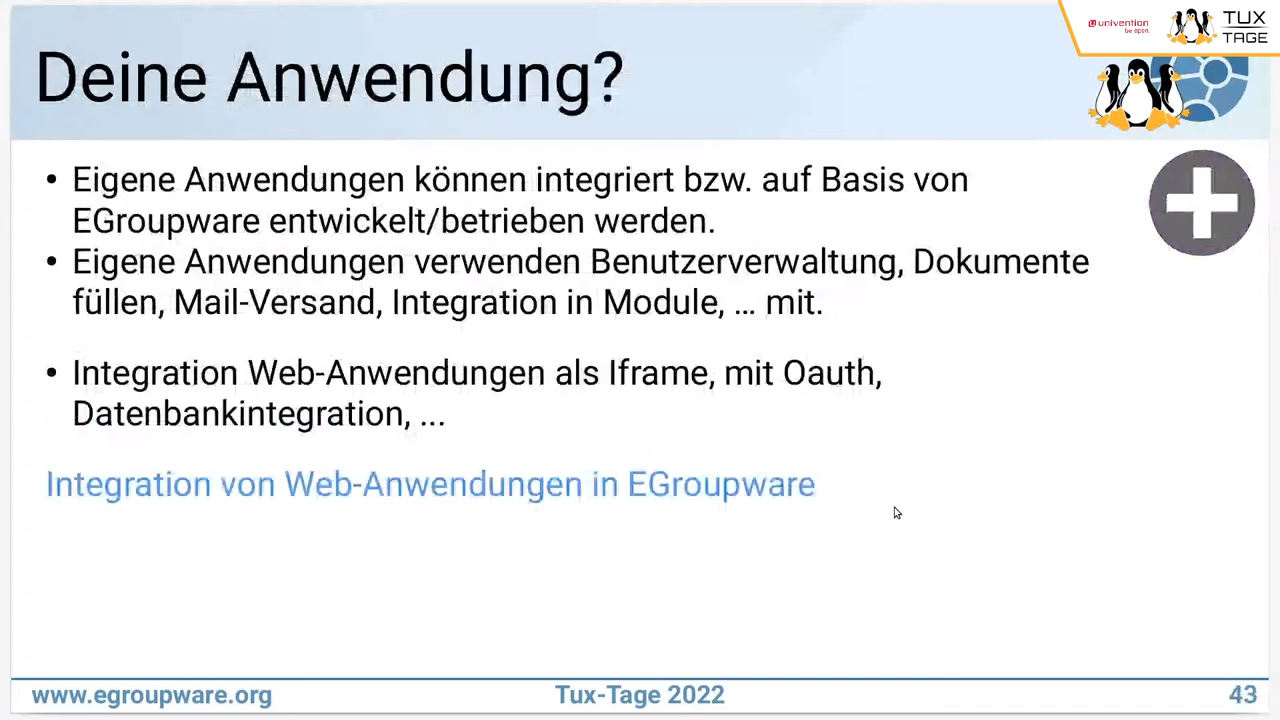 univention
be open.
TUX
TAGE
Deine Anwendung?
• Eigene Anwendungen können integriert bzw. auf Basis von
EGroupware entwickelt/betrieben werden.
• Eigene Anwendungen verwenden Benutzerverwaltung, Dokumente
füllen, Mail-Versand, Integration in Module, ... mit.
• Integration Web-Anwendungen als Iframe, mit Oauth,
Datenbankintegration, ...
Integration von Web-Anwendungen in EGroupware
www.egroupware.org
Tux-Tage 2022
43